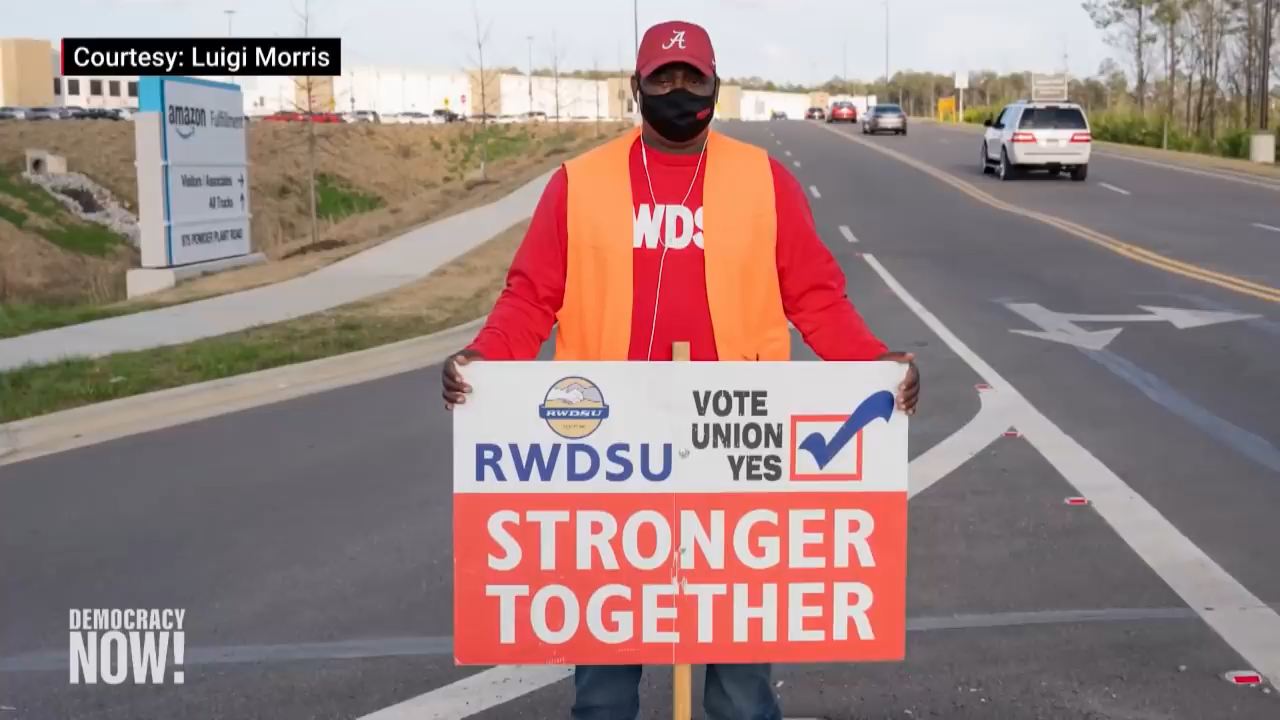 Courtesy: Luigi Morris
A
amazon Fulfillment
Visitors / Associates
All Trucks
975 POWDER PLANT ROAD
WDS
RWDSU
RWDSU
VOTE
UNION
YES
STRONGER
TOGETHER
DEMOCRACY
NOW!